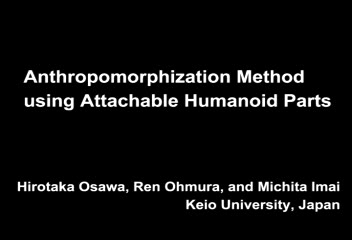 Anthropomorphization Method
using Attachable Humanoid Parts
Hirotaka Osawa, Ren Ohmura, and Michita Imai
Keio University, Japan